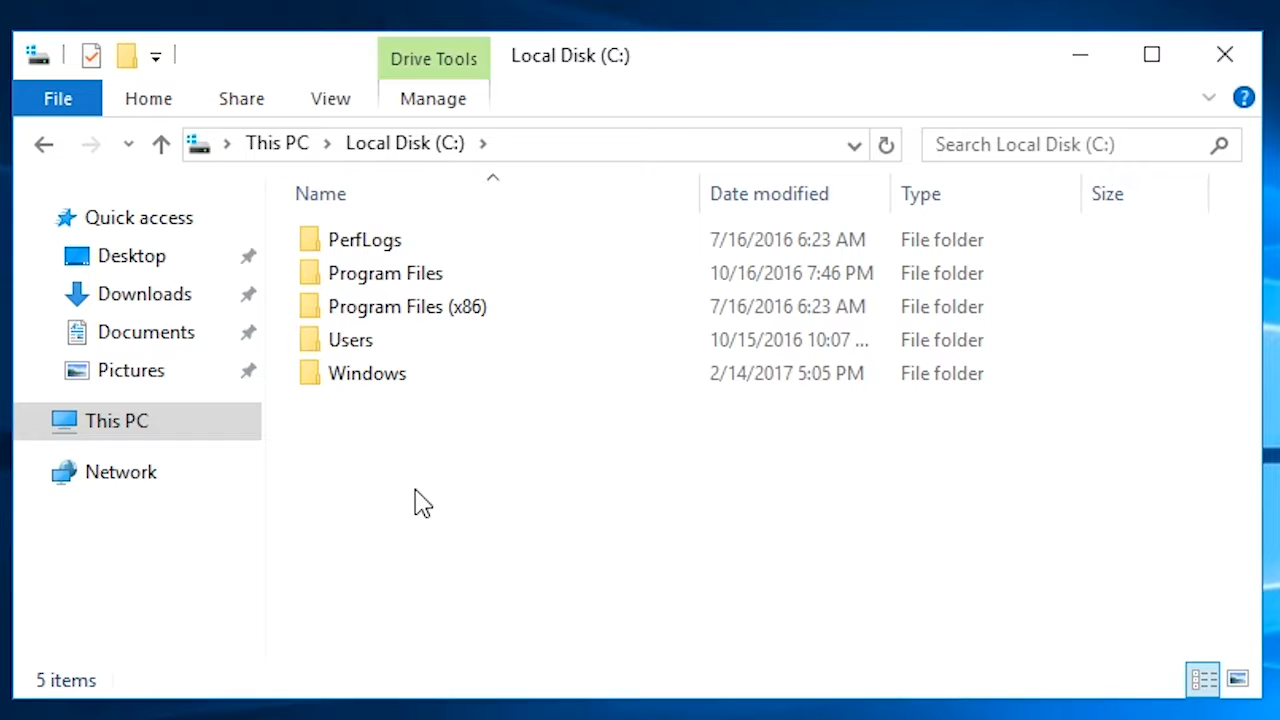 Drive Tools
Local Disk (C:)
File
Home
Share
View
Manage
This PC
Local Disk (C:)
Search Local Disk (C:)
Name
Date modified
Type
Size
Quick access
Desktop
Downloads
Documents
Pictures
This PC
Network
PerfLogs 7/16/2016 6:23 AM File folder
Program Files 10/16/2016 7:46 PM File folder
Program Files (x86) 7/16/2016 6:23 AM File folder
Users 10/15/2016 10:07 ... File folder
Windows 2/14/2017 5:05 PM File folder
5 items